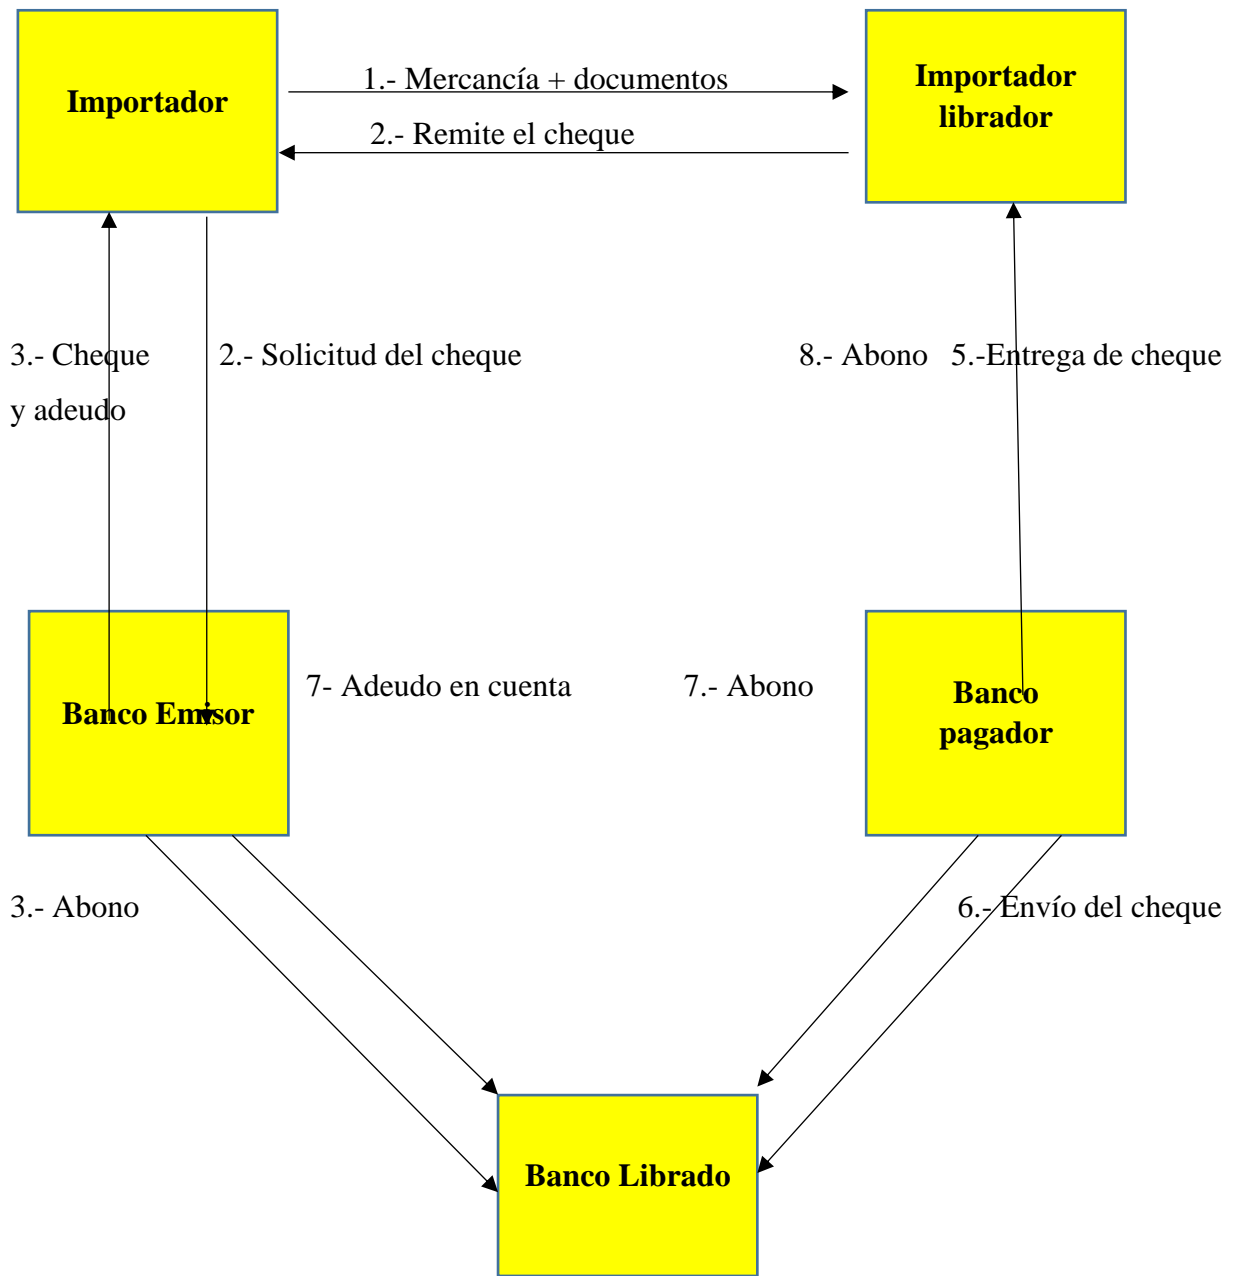 Importador
1.- Mercancía + documentos
2.- Remite el cheque
Importador
librador
3.- Cheque
y adeudo
2.- Solicitud del cheque
8.- Abono
5.-Entrega de cheque
Banco Emisor
7- Adeudo en cuenta
7.- Abono
Banco
pagador
3.- Abono
6.- Envío del cheque
Banco Librado